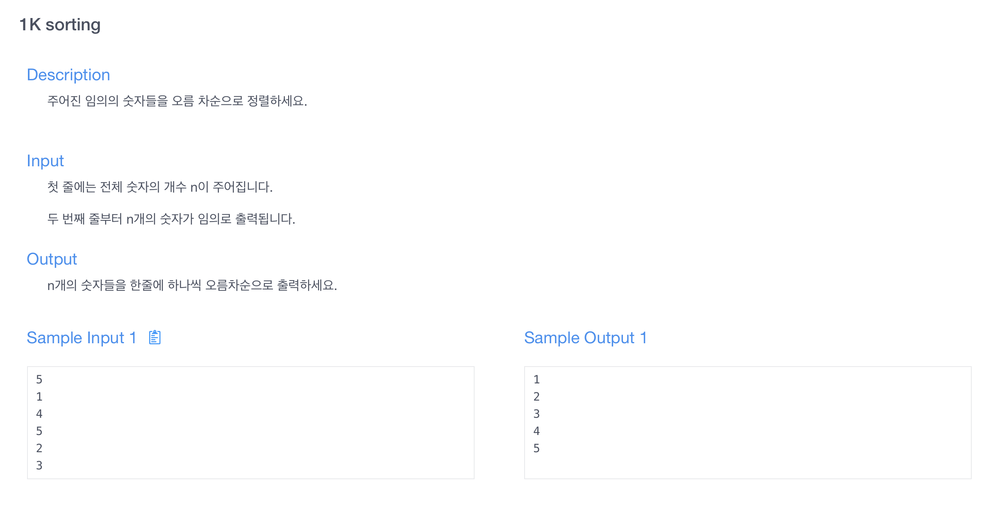 1K sorting
Description
주어진 임의의 숫자들을 오름 차순으로 정렬하세요.
Input
첫 줄에는 전체 숫자의 개수 n이 주어집니다.
두 번째 줄부터 n개의 숫자가 임의로 출력됩니다.
Output
n개의 숫자들을 한줄에 하나씩 오름차순으로 출력하세요.
Sample Input 1
5
1
4
5
2
3
Sample Output 1
1
2
3
4
5